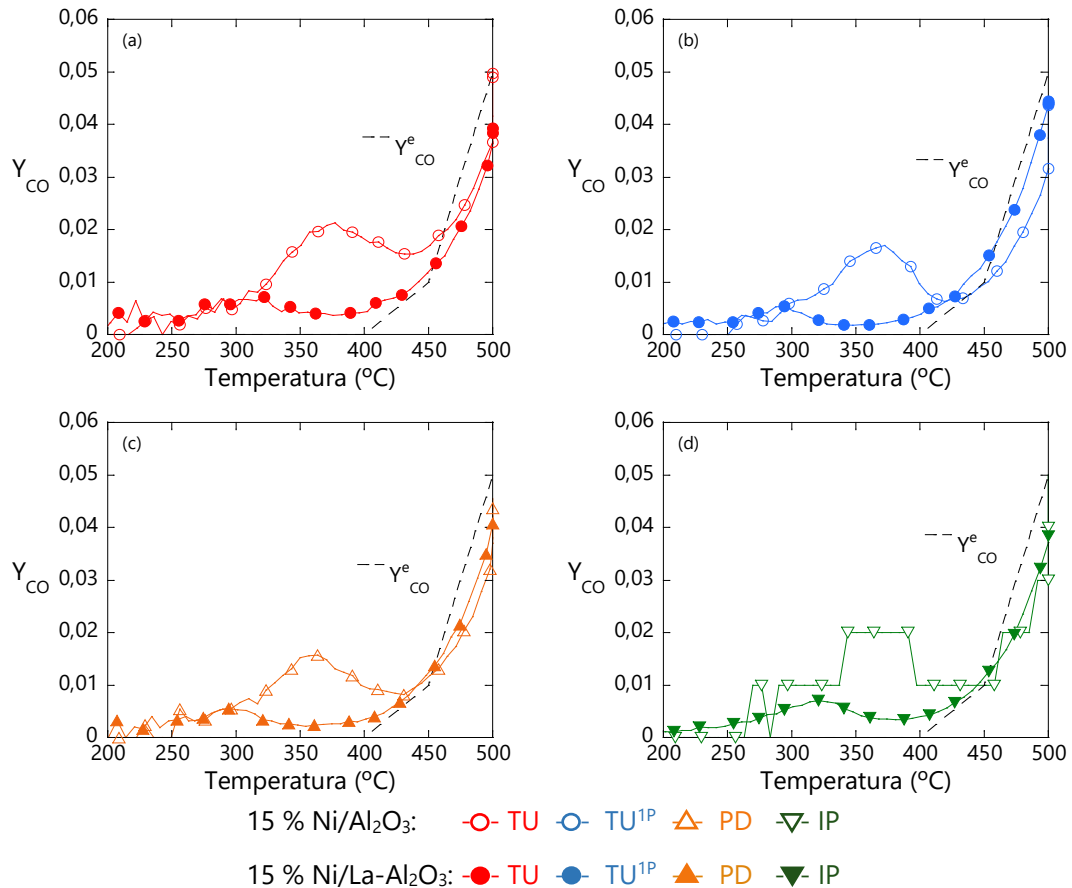 (a)
0,06
0,05
0,04
0,03
0,02
0,01
0
Y_CO
Y^e_CO
200 250 300 350 400 450 500
Temperatura (ºC)
(b)
0,06
0,05
0,04
0,03
0,02
0,01
0
Y_CO
Y^e_CO
200 250 300 350 400 450 500
Temperatura (ºC)
(c)
0,06
0,05
0,04
0,03
0,02
0,01
0
Y_CO
Y^e_CO
200 250 300 350 400 450 500
Temperatura (ºC)
(d)
0,06
0,05
0,04
0,03
0,02
0,01
0
Y_CO
Y^e_CO
200 250 300 350 400 450 500
Temperatura (ºC)
15 % Ni/Al₂O₃: TU TU¹ᴾ PD IP
15 % Ni/La-Al₂O₃: TU TU¹ᴾ PD IP